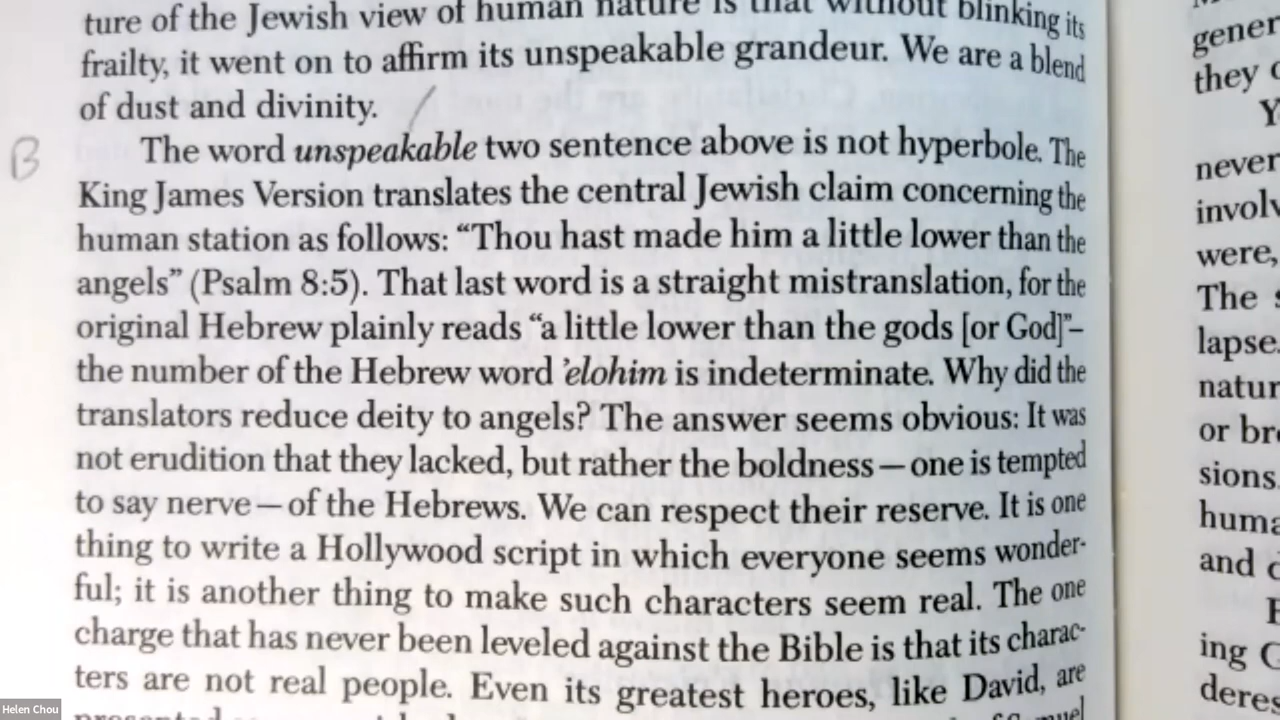 ture of the Jewish view of human nature is that without blinking its
frailty, it went on to affirm its unspeakable grandeur. We are a blend
of dust and divinity.
B
The word unspeakable two sentence above is not hyperbole. The
King James Version translates the central Jewish claim concerning the
human station as follows: “Thou hast made him a little lower than the
angels” (Psalm 8:5). That last word is a straight mistranslation, for the
original Hebrew plainly reads “a little lower than the gods [or God]”–
the number of the Hebrew word ’elohim is indeterminate. Why did the
translators reduce deity to angels? The answer seems obvious: It was
not erudition that they lacked, but rather the boldness—one is tempted
to say nerve—of the Hebrews. We can respect their reserve. It is one
thing to write a Hollywood script in which everyone seems wonder-
ful; it is another thing to make such characters seem real. The one
charge that has never been leveled against the Bible is that its charac-
ters are not real people. Even its greatest heroes, like David, are
gener
they
Y
never
involv
were,
The
lapse.
natur
or bre
sions.
huma
and
ing
deres
Helen Chou